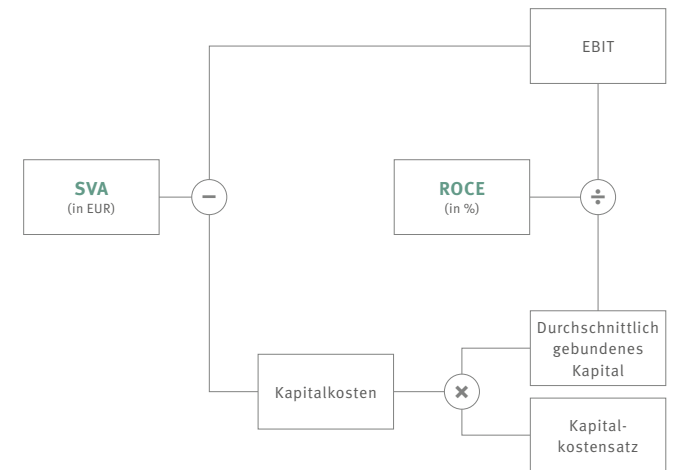 EBIT
SVA
(in EUR)
−
ROCE
(in %)
÷
Durchschnittlich
gebundenes
Kapital
Kapitalkosten
×
Kapital-
kostensatz